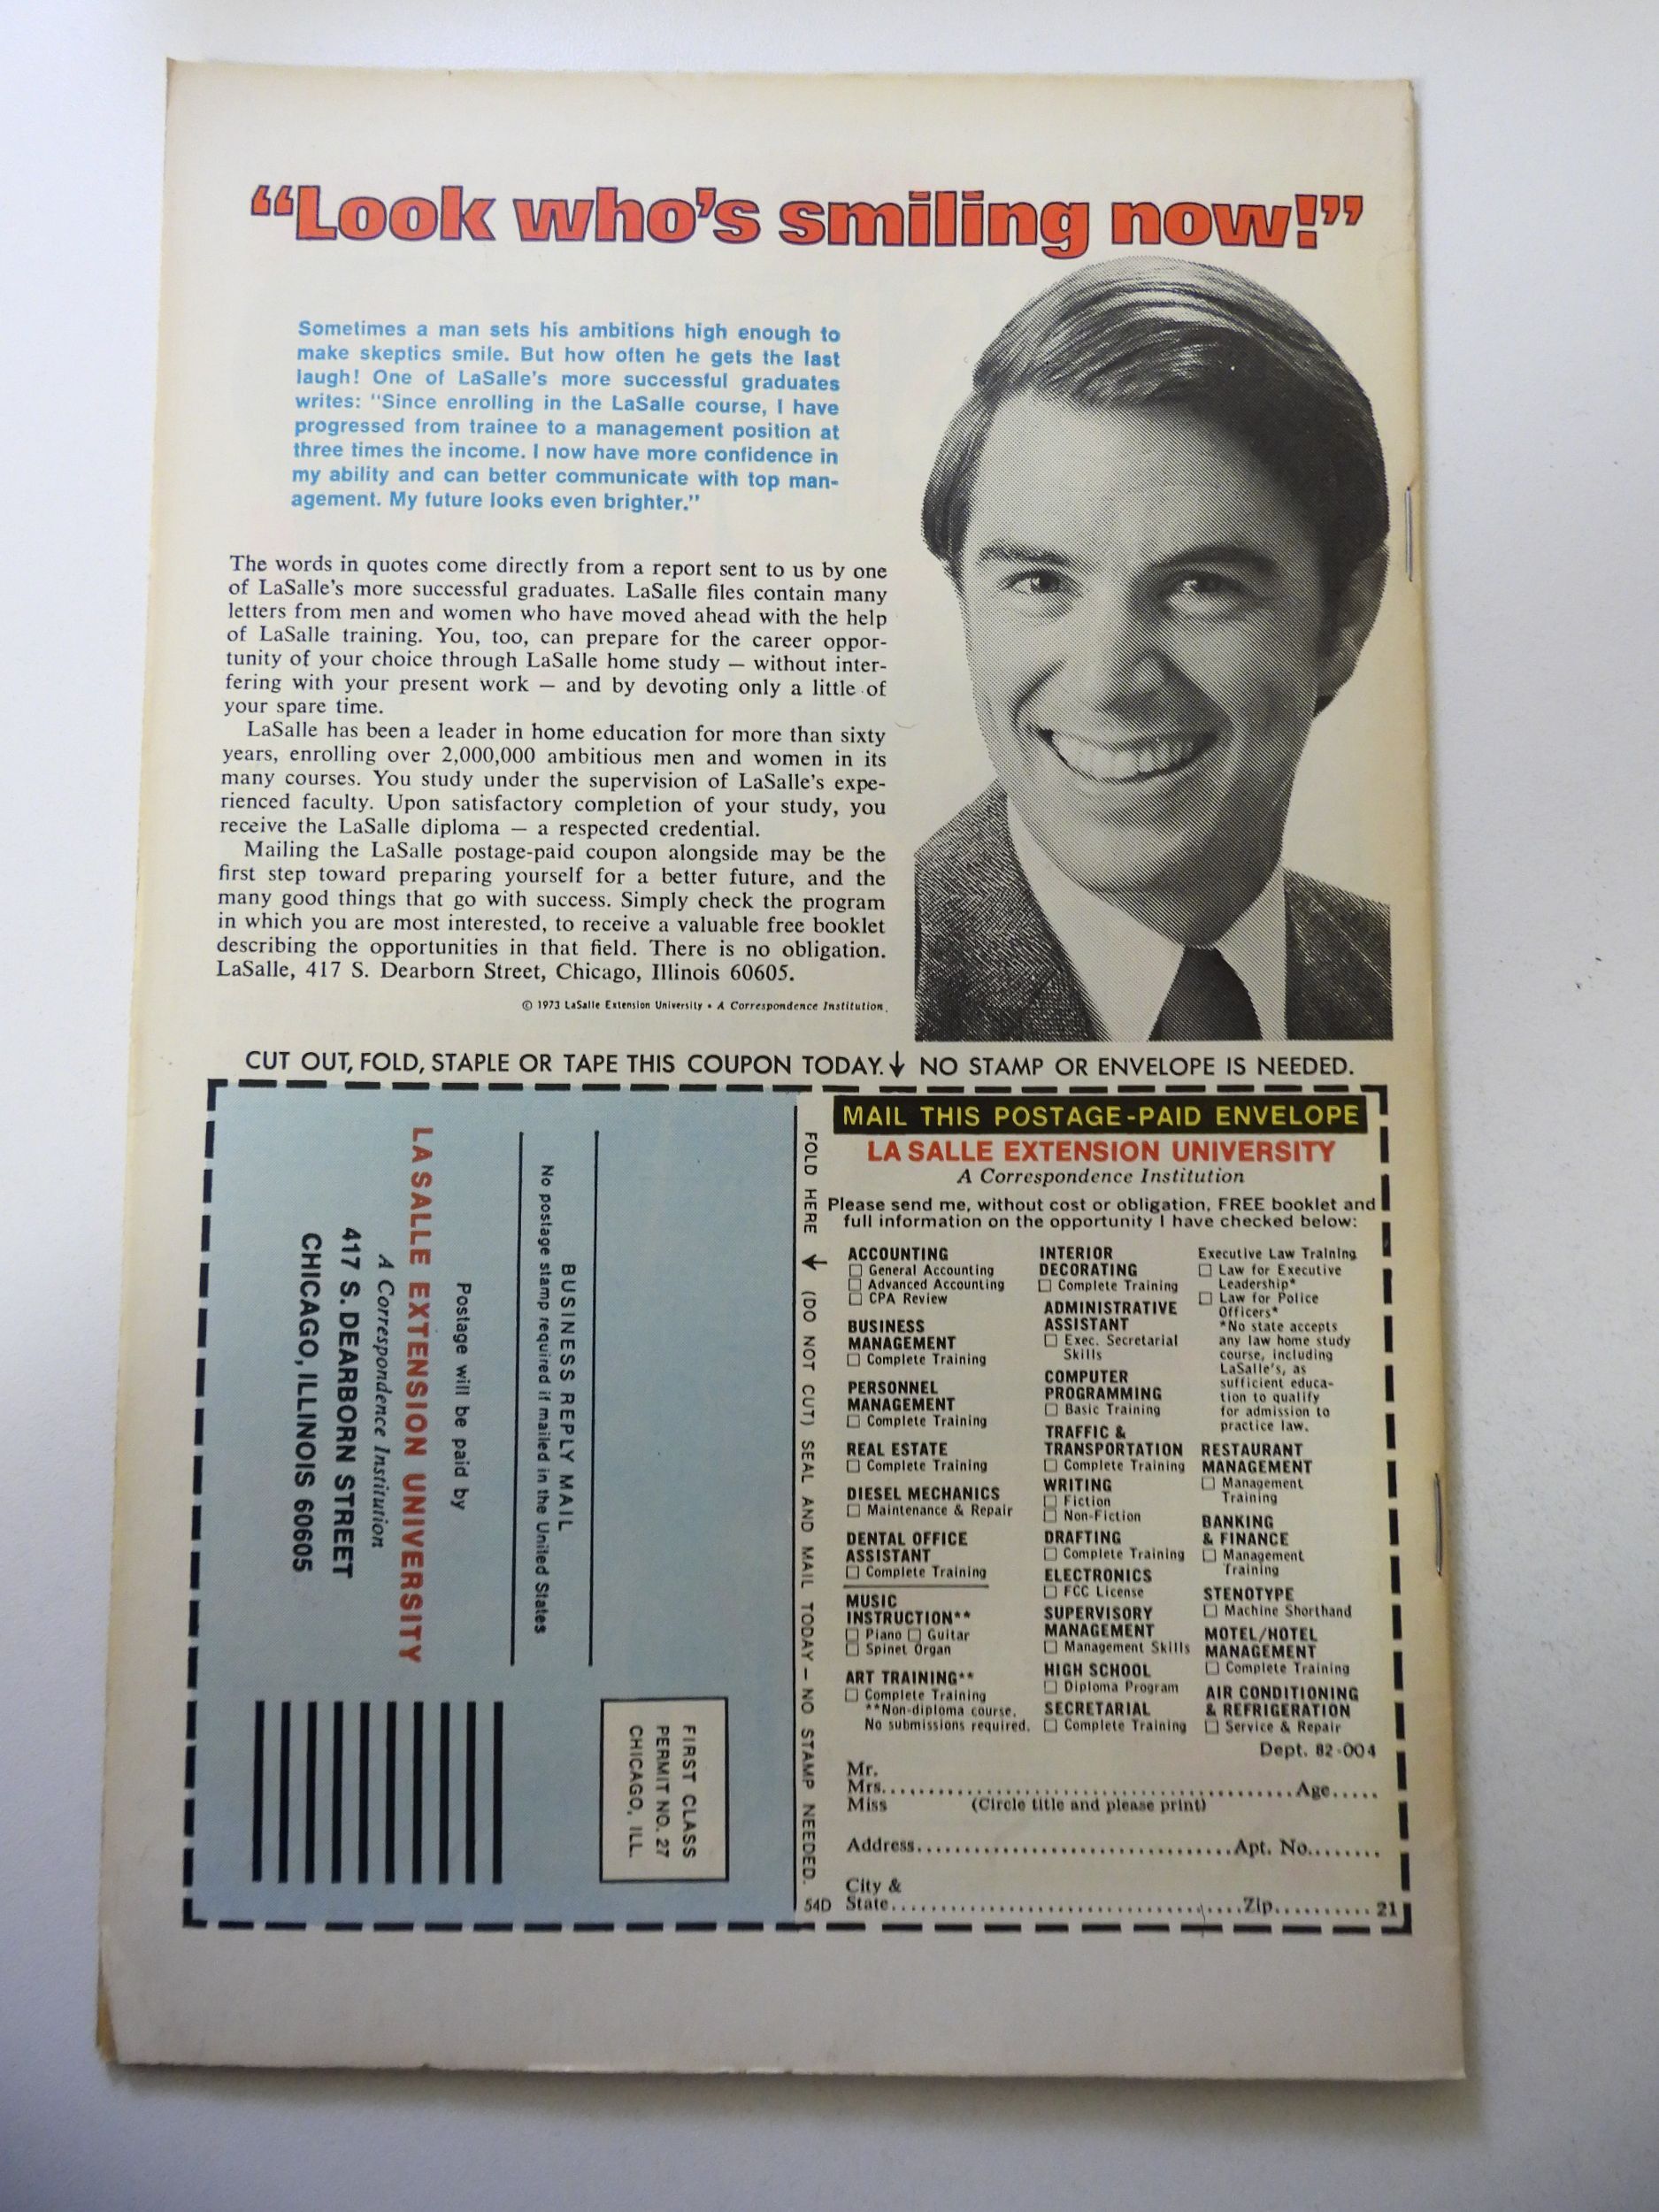 “Look who’s smiling now!”
Sometimes a man sets his ambitions high enough to
make skeptics smile. But how often he gets the last
laugh! One of LaSalle's more successful graduates
writes: "Since enrolling in the LaSalle course, I have
progressed from trainee to a management position at
three times the income. I now have more confidence in
my ability and can better communicate with top man-
agement. My future looks even brighter."
The words in quotes come directly from a report sent to us by one
of LaSalle's more successful graduates. LaSalle files contain many
letters from men and women who have moved ahead with the help
of LaSalle training. You, too, can prepare for the career oppor-
tunity of your choice through LaSalle home study — without inter-
fering with your present work — and by devoting only a little of
your spare time.
LaSalle has been a leader in home education for more than sixty
years, enrolling over 2,000,000 ambitious men and women in its
many courses. You study under the supervision of LaSalle's expe-
rienced faculty. Upon satisfactory completion of your study, you
receive the LaSalle diploma — a respected credential.
Mailing the LaSalle postage-paid coupon alongside may be the
first step toward preparing yourself for a better future, and the
many good things that go with success. Simply check the program
in which you are most interested, to receive a valuable free booklet
describing the opportunities in that field. There is no obligation.
LaSalle, 417 S. Dearborn Street, Chicago, Illinois 60605.
© 1973 LaSalle Extension University • A Correspondence Institution.
CUT OUT, FOLD, STAPLE OR TAPE THIS COUPON TODAY.↓ NO STAMP OR ENVELOPE IS NEEDED.
FIRST CLASS
PERMIT NO. 27
CHICAGO, ILL.
BUSINESS REPLY MAIL
No postage stamp required if mailed in the United States
Postage will be paid by
LA SALLE EXTENSION UNIVERSITY
A Correspondence Institution
417 S. DEARBORN STREET
CHICAGO, ILLINOIS 60605
FOLD HERE ↓ (DO NOT CUT) SEAL AND MAIL TODAY — NO STAMP NEEDED.
54D
MAIL THIS POSTAGE-PAID ENVELOPE
LA SALLE EXTENSION UNIVERSITY
A Correspondence Institution
Please send me, without cost or obligation, FREE booklet and
full information on the opportunity I have checked below:
ACCOUNTING
☐ General Accounting
☐ Advanced Accounting
☐ CPA Review
BUSINESS
MANAGEMENT
☐ Complete Training
PERSONNEL
MANAGEMENT
☐ Complete Training
REAL ESTATE
☐ Complete Training
DIESEL MECHANICS
☐ Maintenance & Repair
DENTAL OFFICE
ASSISTANT
☐ Complete Training
MUSIC
INSTRUCTION**
☐ Piano ☐ Guitar
☐ Spinet Organ
ART TRAINING**
☐ Complete Training
**Non-diploma course.
No submissions required.
INTERIOR
DECORATING
☐ Complete Training
ADMINISTRATIVE
ASSISTANT
☐ Exec. Secretarial
Skills
COMPUTER
PROGRAMMING
☐ Basic Training
TRAFFIC &
TRANSPORTATION
☐ Complete Training
WRITING
☐ Fiction
☐ Non-Fiction
DRAFTING
☐ Complete Training
ELECTRONICS
☐ FCC License
SUPERVISORY
MANAGEMENT
☐ Management Skills
HIGH SCHOOL
☐ Diploma Program
SECRETARIAL
☐ Complete Training
Executive Law Training
☐ Law for Executive
Leadership*
☐ Law for Police
Officers*
*No state accepts
any law home study
course, including
LaSalle's, as
sufficient educa-
tion to qualify
for admission to
practice law.
RESTAURANT
MANAGEMENT
☐ Management
Training
BANKING
& FINANCE
☐ Management
Training
STENOTYPE
☐ Machine Shorthand
MOTEL/HOTEL
MANAGEMENT
☐ Complete Training
AIR CONDITIONING
& REFRIGERATION
☐ Service & Repair
Dept. 82-004
Mr.
Mrs. Age
Miss (Circle title and please print)
Address Apt. No.
City &
State Zip 21